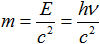 m = E/c² = hν/c²